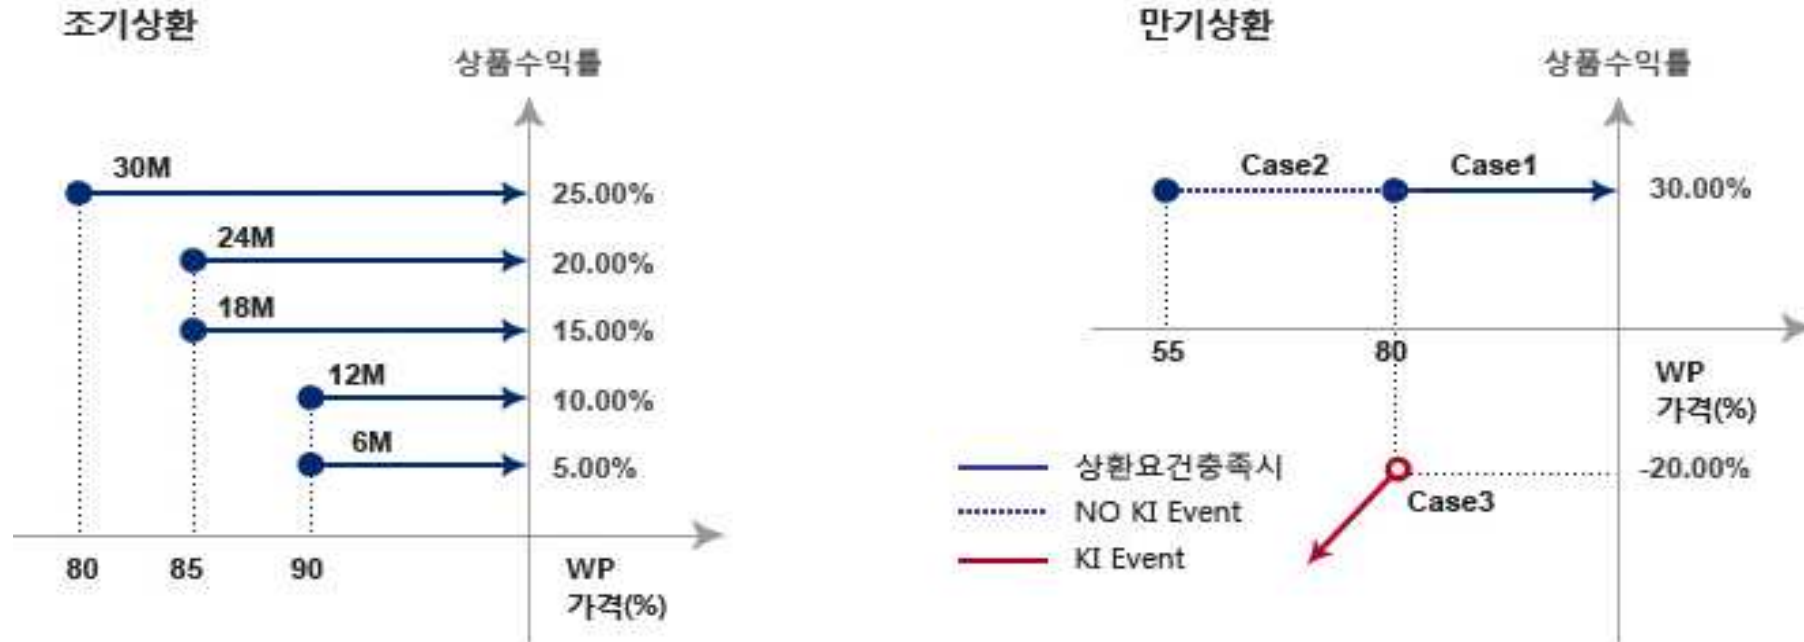 조기상환
상품수익률
30M
25.00%
24M
20.00%
18M
15.00%
12M
10.00%
6M
5.00%
80
85
90
WP
가격(%)
만기상환
상품수익률
Case2
Case1
30.00%
55
80
WP
가격(%)
-20.00%
Case3
상환요건충족시
NO KI Event
KI Event